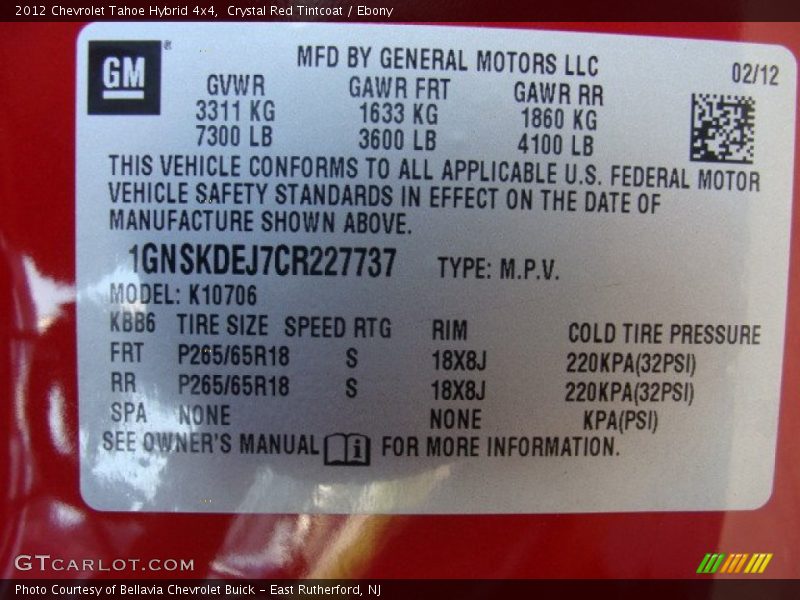 2012 Chevrolet Tahoe Hybrid 4x4,  Crystal Red Tintcoat / Ebony
GM
®
MFD BY GENERAL MOTORS LLC
02/12
GVWR GAWR FRT GAWR RR
3311 KG 1633 KG 1860 KG
7300 LB 3600 LB 4100 LB
THIS VEHICLE CONFORMS TO ALL APPLICABLE U.S. FEDERAL MOTOR
VEHICLE SAFETY STANDARDS IN EFFECT ON THE DATE OF
MANUFACTURE SHOWN ABOVE.
1GNSKDEJ7CR227737 TYPE: M.P.V.
MODEL: K10706
KBB6 TIRE SIZE SPEED RTG RIM COLD TIRE PRESSURE
FRT P265/65R18 S 18X8J 220KPA(32PSI)
RR P265/65R18 S 18X8J 220KPA(32PSI)
SPA NONE NONE KPA(PSI)
SEE OWNER'S MANUAL FOR MORE INFORMATION.
GTCARLOT.COM
Photo Courtesy of Bellavia Chevrolet Buick - East Rutherford, NJ